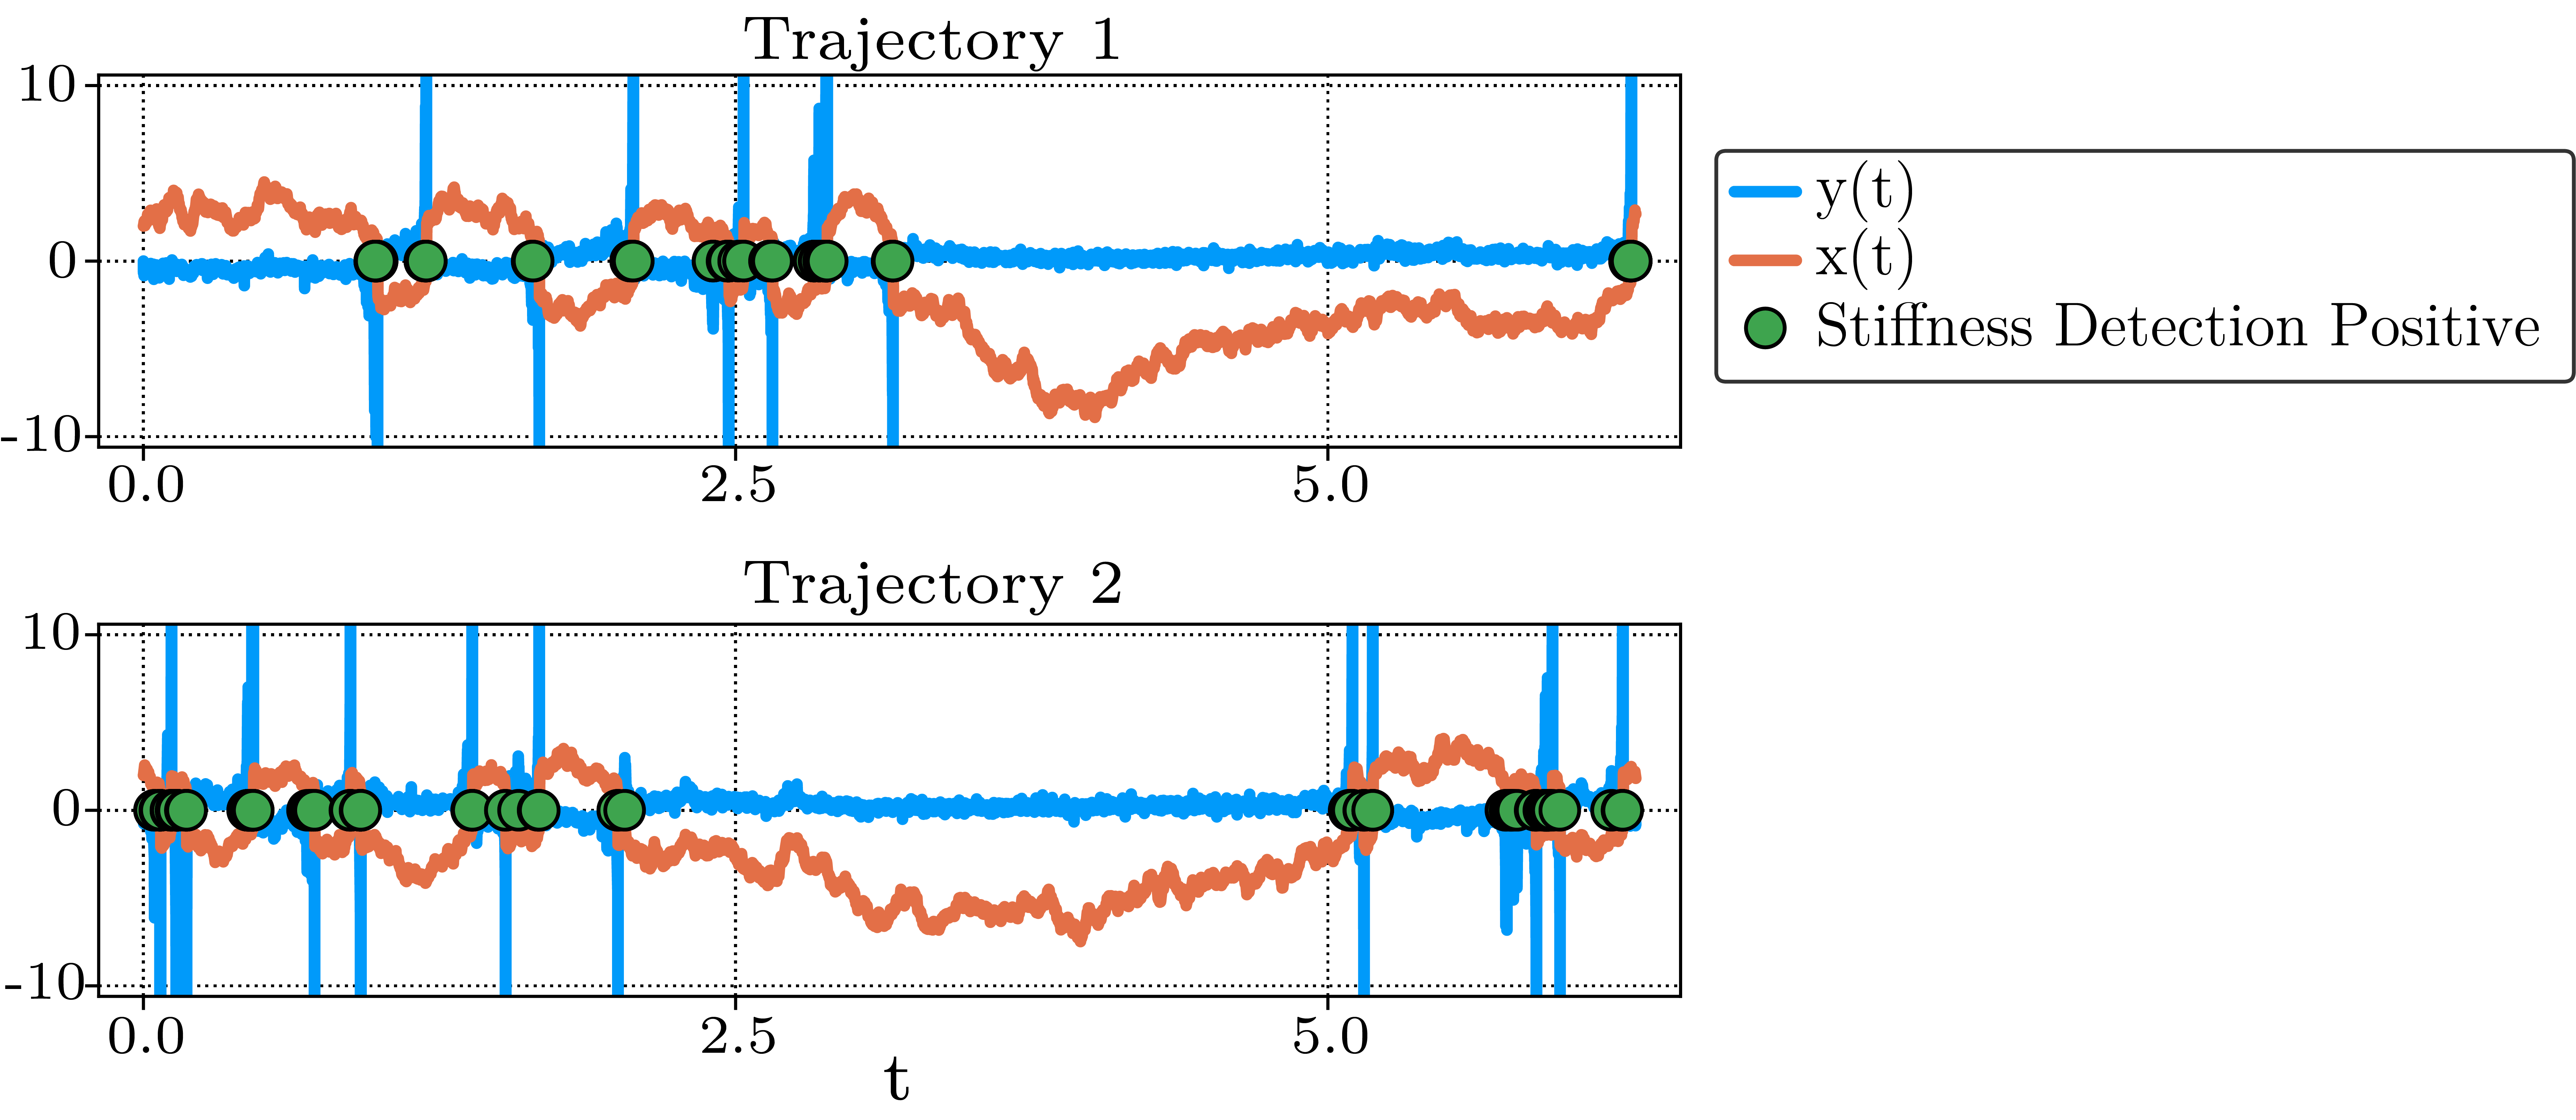 Trajectory 1
10
0
-10
0.0 2.5 5.0
y(t)
x(t)
Stiffness Detection Positive
Trajectory 2
10
0
-10
0.0 2.5 5.0
t